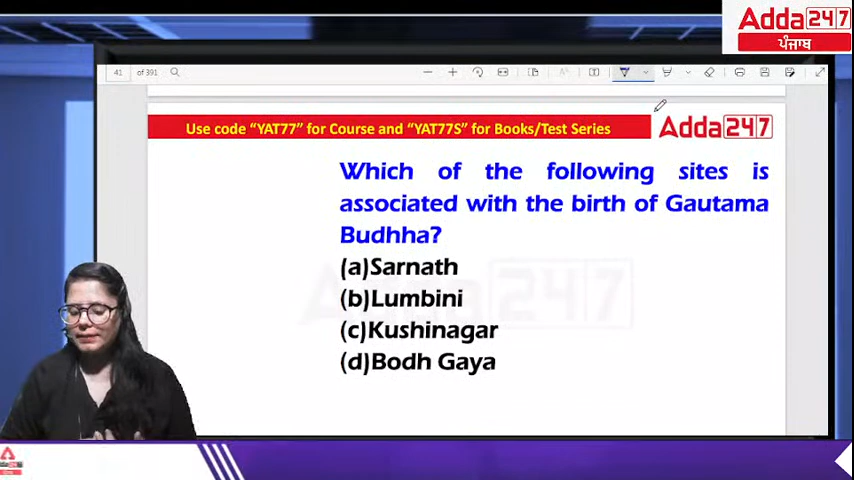 Adda247
ਪੰਜਾਬ
41 of 391
Use code “YAT77” for Course and “YAT77S” for Books/Test Series
Adda247
Which of the following sites is
associated with the birth of Gautama
Budhha?
(a)Sarnath
(b)Lumbini
(c)Kushinagar
(d)Bodh Gaya
Adda247